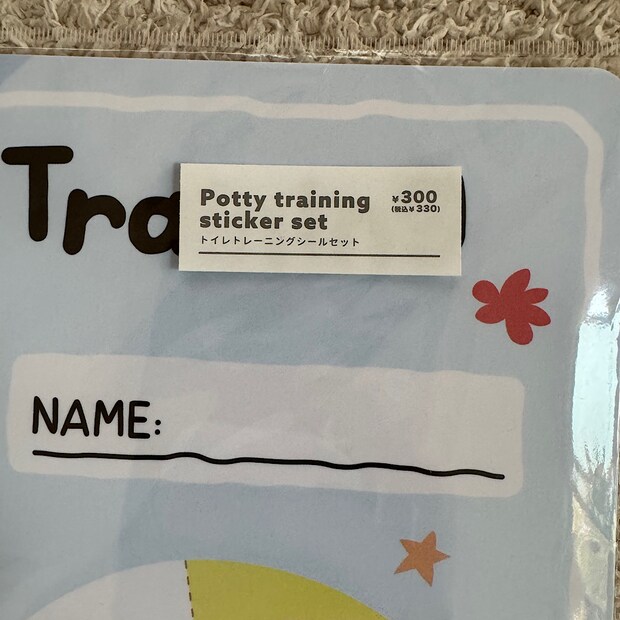 Tra
Potty training
sticker set
トイレトレーニングシールセット
¥300
(税込¥330)
NAME: